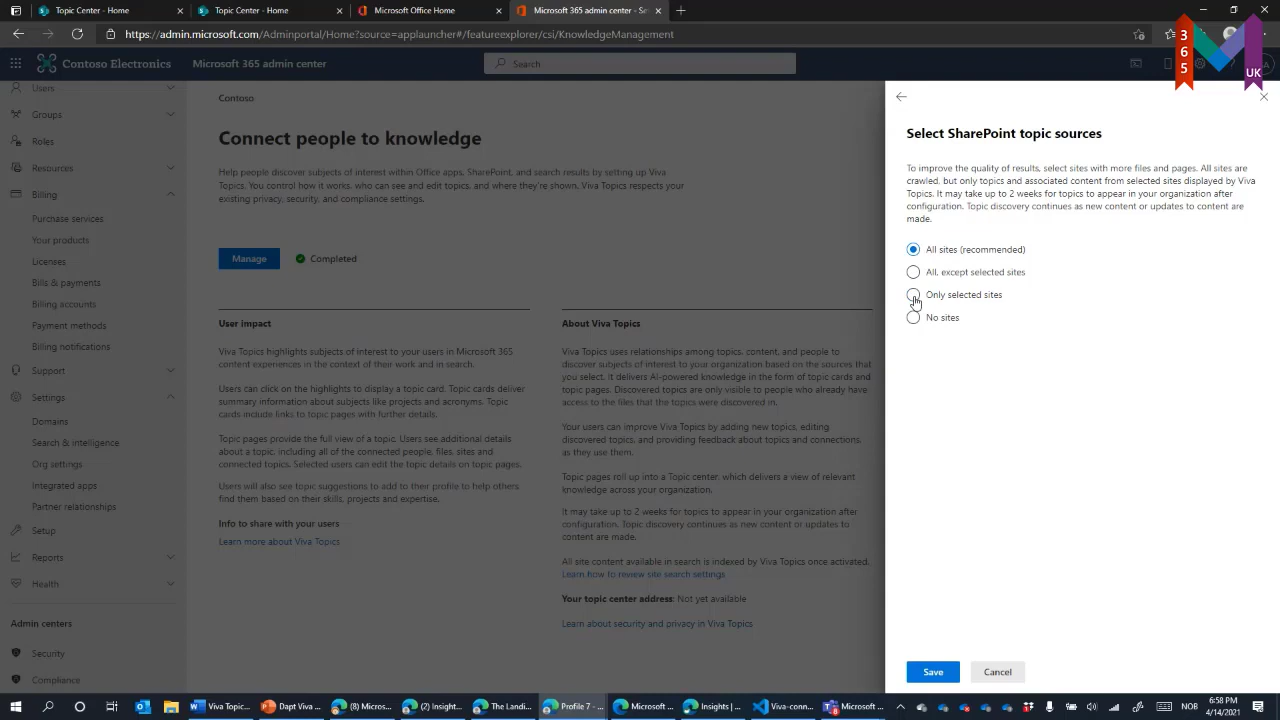 Topic Center - Home
Topic Center - Home
Microsoft Office Home
Microsoft 365 admin center - Se
https://admin.microsoft.com/Adminportal/Home?source=applauncher#/featureexplorer/csi/KnowledgeManagement
365
UK
Contoso Electronics
Microsoft 365 admin center
Search
Users
Groups
Roles
Resources
Billing
Purchase services
Your products
Licenses
Bills & payments
Billing accounts
Payment methods
Billing notifications
Support
Settings
Domains
Search & intelligence
Org settings
Integrated apps
Partner relationships
Setup
Reports
Health
Admin centers
Security
Compliance
Contoso
Connect people to knowledge
Help people discover subjects of interest within Office apps, SharePoint, and search results by setting up Viva
Topics. You control how it works, who can see and edit topics, and where they're shown. Viva Topics respects your
existing privacy, security, and compliance settings.
Manage
Completed
User impact
Viva Topics highlights subjects of interest to your users in Microsoft 365
content experiences in the context of their work and in search.
Users can click on the highlights to display a topic card. Topic cards deliver
summary information about subjects like projects and acronyms. Topic
cards include links to topic pages with further details.
Topic pages provide the full view of a topic. Users see additional details
about a topic, including all of the connected people, files, sites and
connected topics. Selected users can edit the topic details on topic pages.
Users will also see topic suggestions to add to their profile to help others
find them based on their skills, projects and expertise.
Info to share with your users
Learn more about Viva Topics
About Viva Topics
Viva Topics uses relationships among topics, content, and people to
discover subjects of interest to your organization based on the sources that
you select. It delivers AI-powered knowledge in the form of topic cards and
topic pages. Discovered topics are only visible to people who already have
access to the files that the topics were discovered in.
Your users can improve Viva Topics by adding new topics, editing
discovered topics, and providing feedback about topics and connections,
as they use them.
Topic pages roll up into a Topic center, which delivers a view of relevant
knowledge across your organization.
It may take up to 2 weeks for topics to appear in your organization after
configuration. Topic discovery continues as new content or updates to
content are made.
All site content available in search is indexed by Viva Topics once activated.
Learn how to review site search settings
Your topic center address: Not yet available
Learn about security and privacy in Viva Topics
Select SharePoint topic sources
To improve the quality of results, select sites with more files and pages. All sites are
crawled, but only topics and associated content from selected sites displayed by Viva
Topics. It may take up to 2 weeks for topics to appear in your organization after
configuration. Topic discovery continues as new content or updates to content are
made.
All sites (recommended)
All, except selected sites
Only selected sites
No sites
Save
Cancel
Viva Topic...
Dapt Viva ...
(8) Micros...
(2) Insight...
The Landi...
Profile 7 - ...
Microsoft ...
Insights | ...
Viva-conn...
Microsoft ...
NOB
6:58 PM
4/14/2021